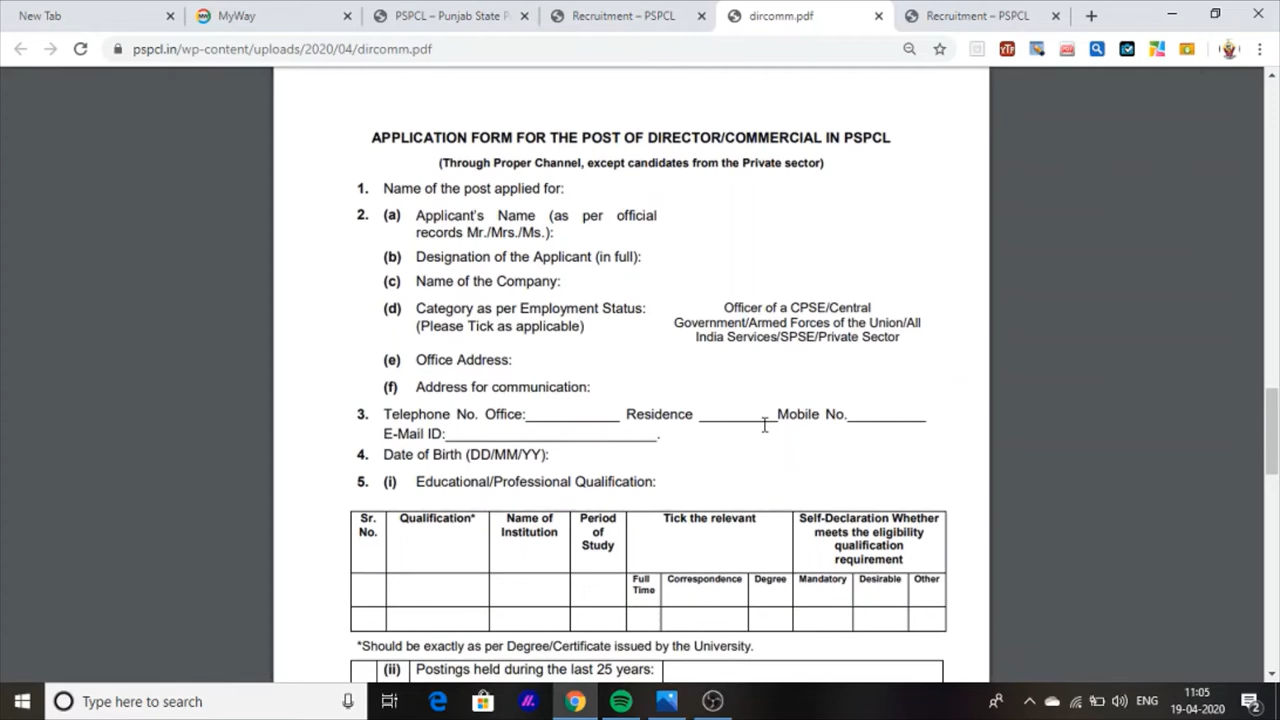 New Tab
MyWay
PSPCL – Punjab State P
Recruitment – PSPCL
dircomm.pdf
Recruitment – PSPCL
pspcl.in/wp-content/uploads/2020/04/dircomm.pdf
APPLICATION FORM FOR THE POST OF DIRECTOR/COMMERCIAL IN PSPCL
(Through Proper Channel, except candidates from the Private sector)
1. Name of the post applied for:
2. (a) Applicant's Name (as per official
records Mr./Mrs./Ms.):
(b) Designation of the Applicant (in full):
(c) Name of the Company:
(d) Category as per Employment Status:
(Please Tick as applicable)
Officer of a CPSE/Central
Government/Armed Forces of the Union/All
India Services/SPSE/Private Sector
(e) Office Address:
(f) Address for communication:
3. Telephone No. Office:__________ Residence ________ Mobile No.________
E-Mail ID:______________________.
4. Date of Birth (DD/MM/YY):
5. (i) Educational/Professional Qualification:
Sr. No.
Qualification*
Name of Institution
Period of Study
Tick the relevant
Self-Declaration Whether
meets the eligibility
qualification
requirement
Full Time
Correspondence
Degree
Mandatory
Desirable
Other
*Should be exactly as per Degree/Certificate issued by the University.
(ii) Postings held during the last 25 years:
Type here to search
ENG
11:05
19-04-2020
2